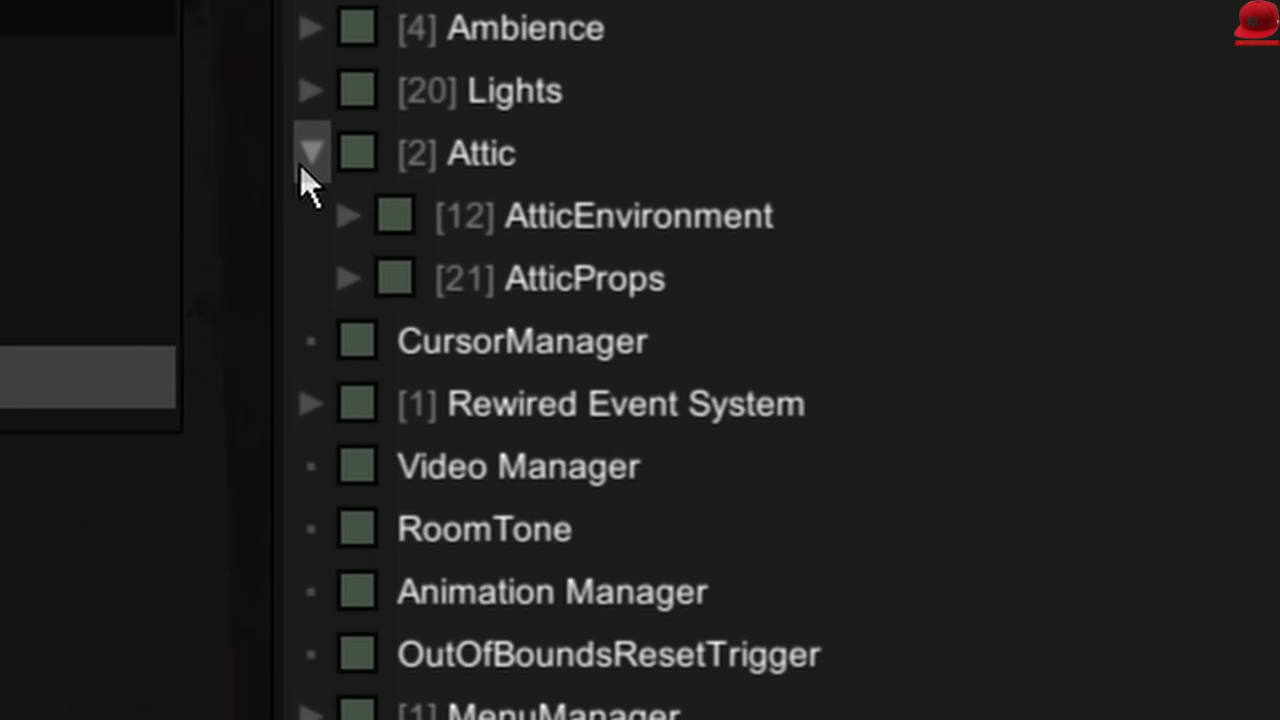 [4] Ambience
[20] Lights
[2] Attic
[12] AtticEnvironment
[21] AtticProps
CursorManager
[1] Rewired Event System
Video Manager
RoomTone
Animation Manager
OutOfBoundsResetTrigger
[1] MenuManager